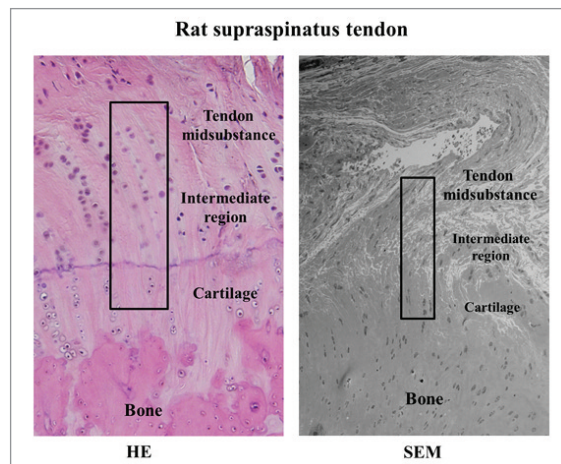 Rat supraspinatus tendon
Tendon
midsubstance
Intermediate
region
Cartilage
Bone
HE
Tendon
midsubstance
Intermediate
region
Cartilage
Bone
SEM